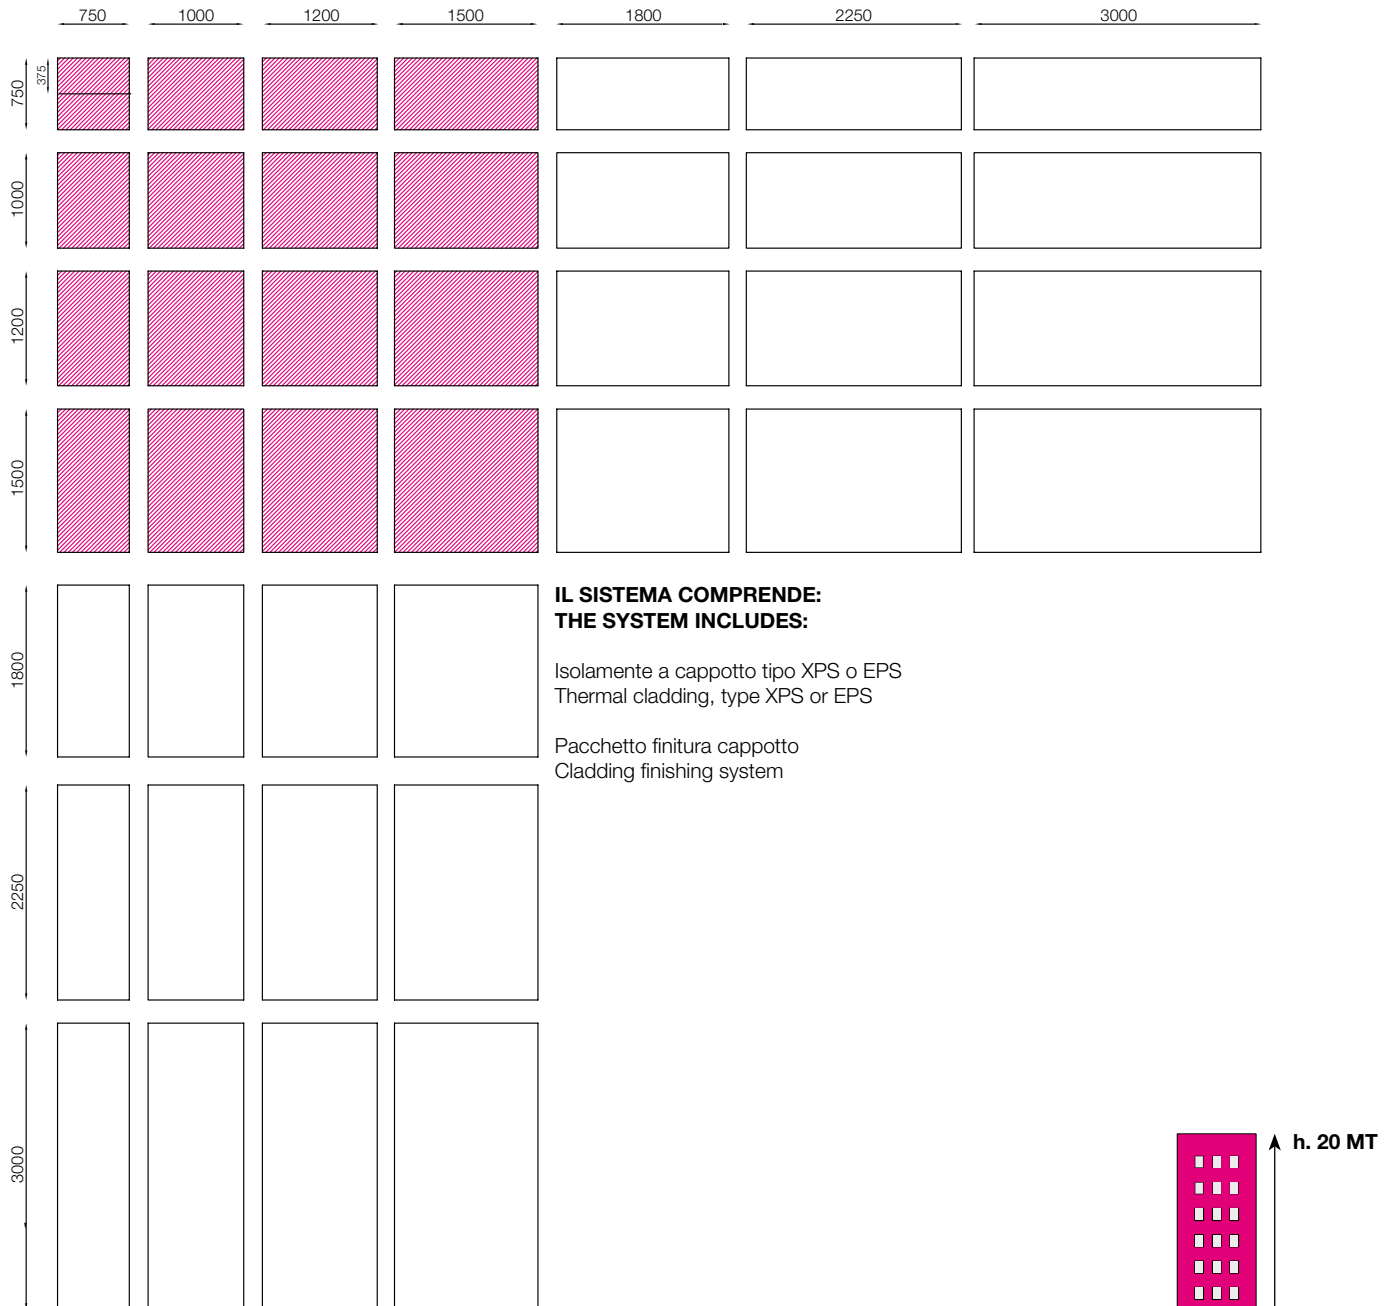 750 1000 1200 1500 1800 2250 3000
375
750
1000
1200
1500
1800
2250
3000
IL SISTEMA COMPRENDE:
THE SYSTEM INCLUDES:
Isolamente a cappotto tipo XPS o EPS
Thermal cladding, type XPS or EPS
Pacchetto finitura cappotto
Cladding finishing system
h. 20 MT